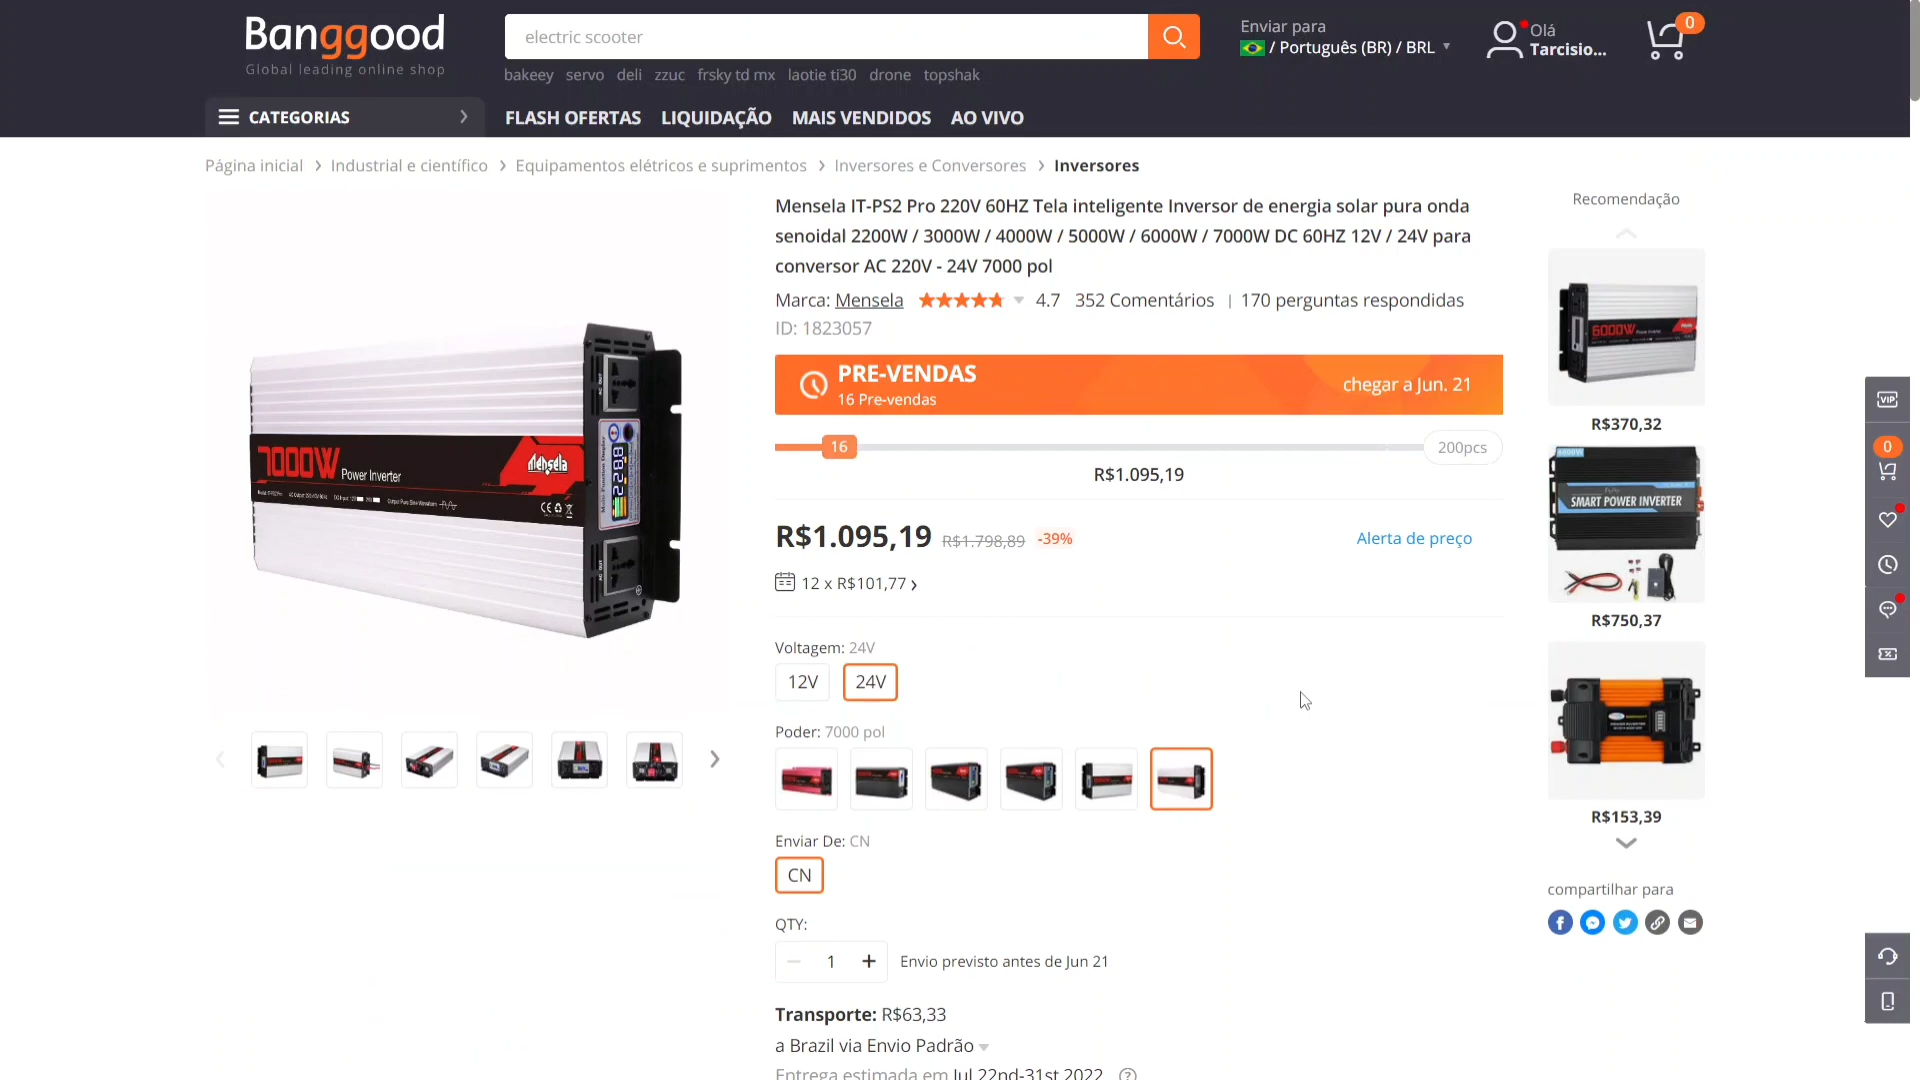 Banggood
Global leading online shop
electric scooter
bakeey servo deli zzuc frsky td mx laotie ti30 drone topshak
Enviar para
/ Português (BR) / BRL
Olá
Tarcisio...
0
CATEGORIAS
FLASH OFERTAS LIQUIDAÇÃO MAIS VENDIDOS AO VIVO
Página inicial > Industrial e científico > Equipamentos elétricos e suprimentos > Inversores e Conversores > Inversores
Mensela IT-PS2 Pro 220V 60HZ Tela inteligente Inversor de energia solar pura onda
senoidal 2200W / 3000W / 4000W / 5000W / 6000W / 7000W DC 60HZ 12V / 24V para
conversor AC 220V - 24V 7000 pol
Marca: Mensela 4.7 352 Comentários | 170 perguntas respondidas
ID: 1823057
PRE-VENDAS
16 Pre-vendas
chegar a Jun. 21
16
200pcs
R$1.095,19
R$1.095,19 R$1.798,89 -39%
Alerta de preço
12 x R$101,77
Voltagem: 24V
12V 24V
Poder: 7000 pol
Enviar De: CN
CN
QTY:
1
Envio previsto antes de Jun 21
Transporte: R$63,33
a Brazil via Envio Padrão
Entrega estimada em Jul 22nd-31st 2022
7000W Power Inverter
Mensela
Recomendação
6000W
R$370,32
6000W
SMART POWER INVERTER
R$750,37
R$153,39
compartilhar para
VIP
0